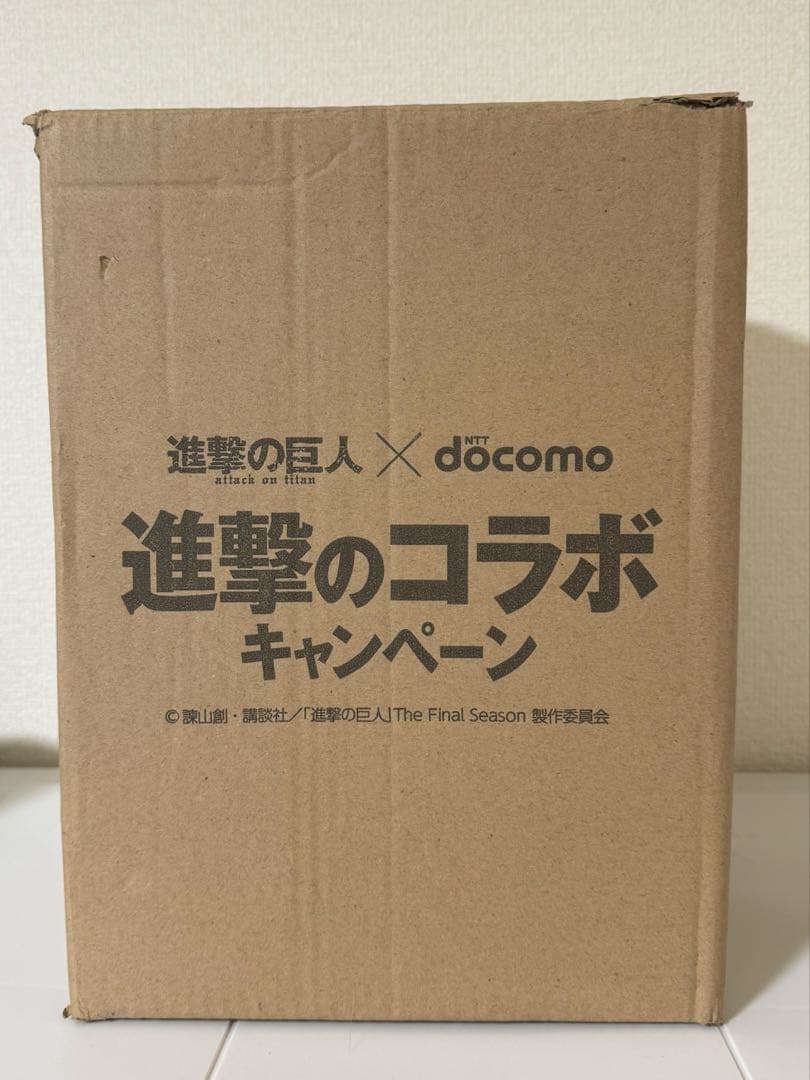 進撃の巨人 × NTT docomo
attack on titan
進撃のコラボ
キャンペーン
©諫山創・講談社／「進撃の巨人」The Final Season 製作委員会